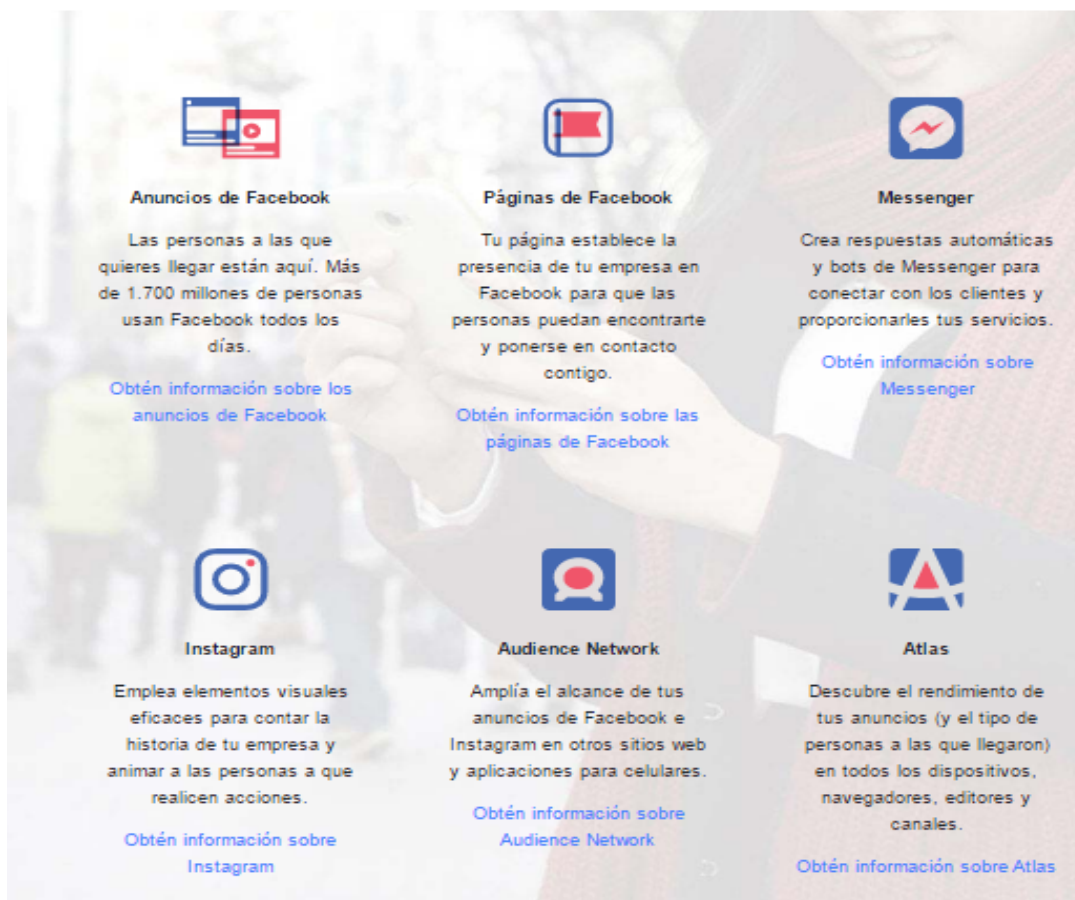 Anuncios de Facebook
Las personas a las que
quieres llegar están aquí. Más
de 1.700 millones de personas
usan Facebook todos los
días.
Obtén información sobre los
anuncios de Facebook
Páginas de Facebook
Tu página establece la
presencia de tu empresa en
Facebook para que las
personas puedan encontrarte
y ponerse en contacto
contigo.
Obtén información sobre las
páginas de Facebook
Messenger
Crea respuestas automáticas
y bots de Messenger para
conectar con los clientes y
proporcionarles tus servicios.
Obtén información sobre
Messenger
Instagram
Emplea elementos visuales
eficaces para contar la
historia de tu empresa y
animar a las personas a que
realicen acciones.
Obtén información sobre
Instagram
Audience Network
Amplía el alcance de tus
anuncios de Facebook e
Instagram en otros sitios web
y aplicaciones para celulares.
Obtén información sobre
Audience Network
Atlas
Descubre el rendimiento de
tus anuncios (y el tipo de
personas a las que llegaron)
en todos los dispositivos,
navegadores, editores y
canales.
Obtén información sobre Atlas